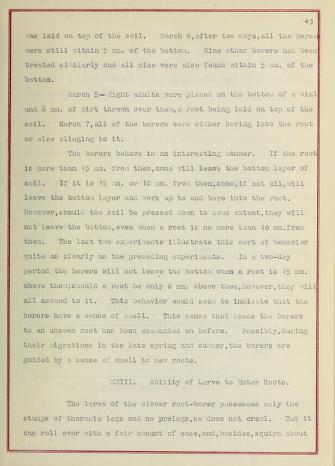 43
was laid on top of the soil. March 6,after two days,all the borers
were still within 5 mm. of the bottom. Nine other borers had been
treated similarly and all nine were also found within 5 mm. of the
bottom.
March 5— Eight adults were placed on the bottom of a vial
and 6 mm. of dirt thrown over them,a root being laid on top of the
soil. March 7,all of the borers were either boring into the root
or else clinging to it.
The borers behave in an interesting manner. If the root
is more than 15 mm. from them,none will leave the bottom layer of
soil. If it is 15 mm. or 10 mm. from them,some,if not all,will
leave the bottom layer and work up to and bore into the root.
However,should the soil be pressed down to some extent,they will
not leave the bottom,even when a root is no more than 10 mm.from
them. The last two experiments illustrate this sort of behavior
quite as clearly as the preceding experiments. In a two-day
period the borers will not leave the bottom when a root is 15 mm.
above them;should a root be only 6 mm. above them,however,they will
all ascend to it. This behavior would seem to indicate that the
borers have a sense of smell. This sense that leads the borers
to an unseen root has been commented on before. Possibly,during
their migrations in the late spring and summer,the borers are
guided by a sense of smell to new roots.
XXIII. Ability of Larva to Enter Roots.
The larva of the clover root-borer possesses only the
stumps of thoracic legs and no prolegs,so does not crawl. But it
can roll over with a fair amount of ease,and,besides,squirm about